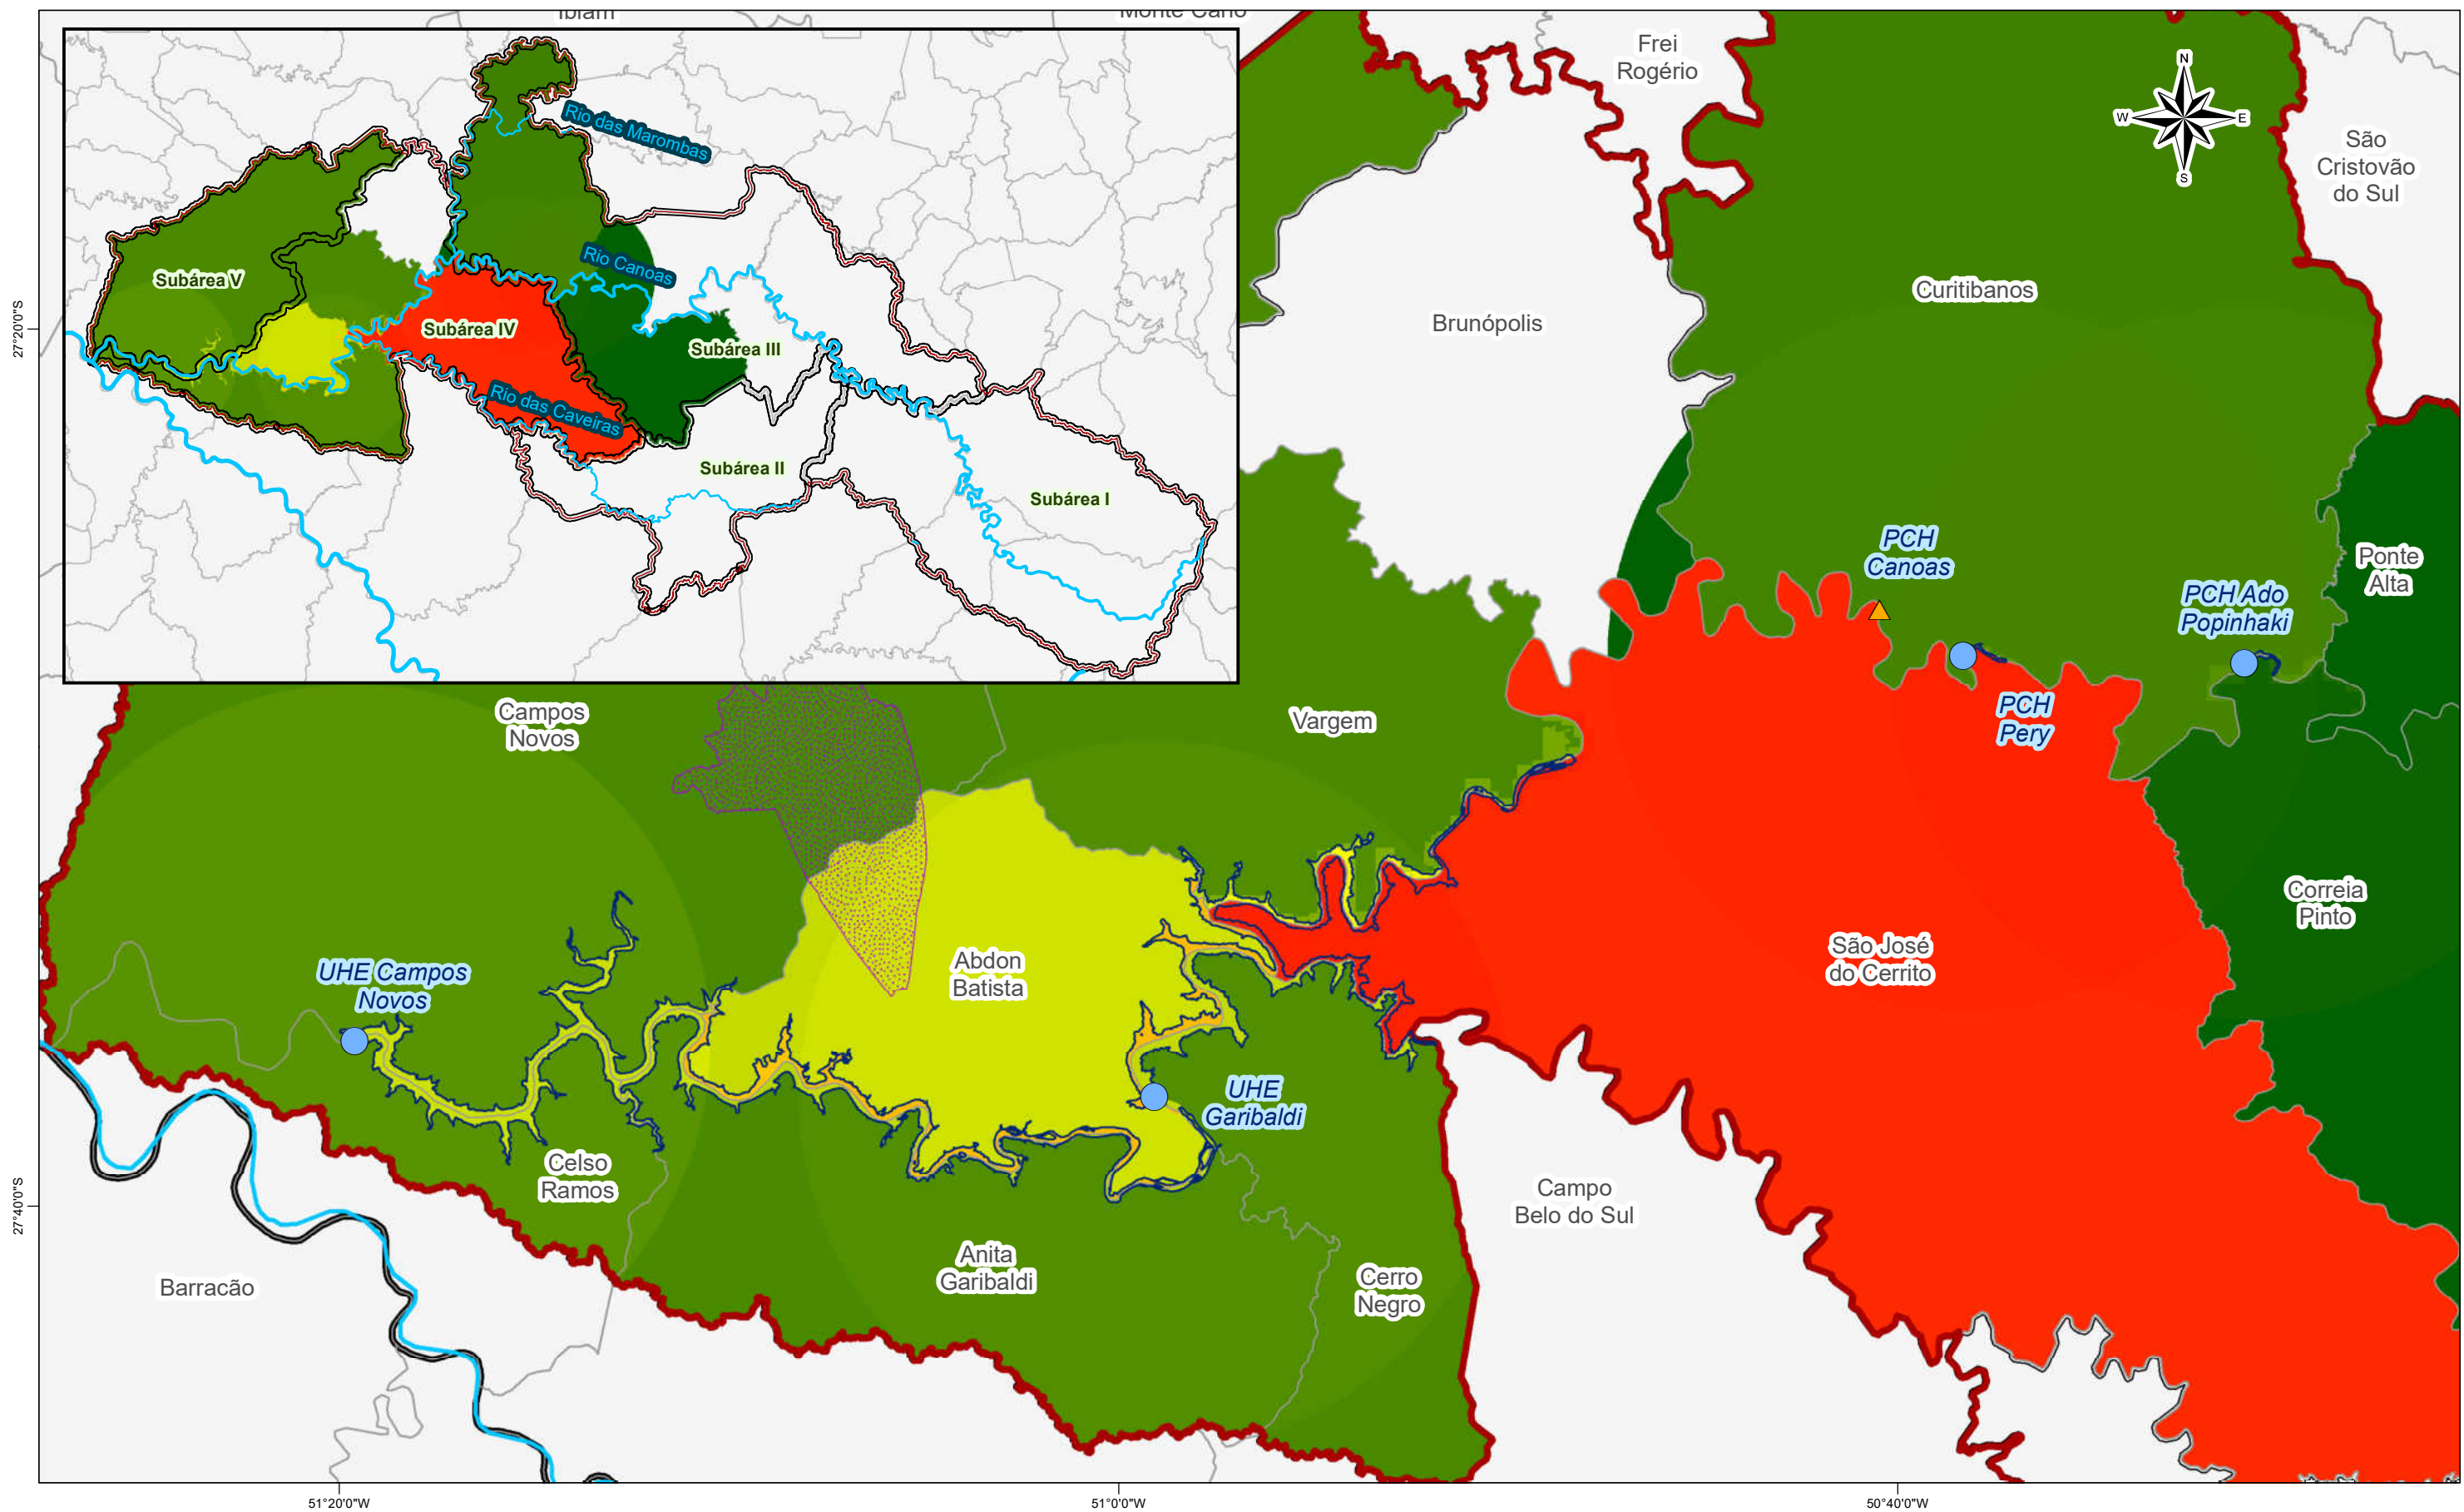 Ibiam
Monte Carlo
Frei
Rogério
N
W
E
S
São
Cristovão
do Sul
Rio das Marombas
Rio Canoas
Subárea V
Subárea IV
Subárea III
Rio das Caveiras
Subárea II
Subárea I
Curitibanos
Brunópolis
27°20'0"S
PCH
Canoas
Ponte
Alta
PCH Ado
Popinhaki
Campos
Novos
Vargem
PCH
Pery
Correia
Pinto
São José
do Cerrito
Abdon
Batista
UHE Campos
Novos
UHE
Garibaldi
Celso
Ramos
Campo
Belo do Sul
27°40'0"S
Anita
Garibaldi
Cerro
Negro
Barracão
51°20'0"W
51°0'0"W
50°40'0"W